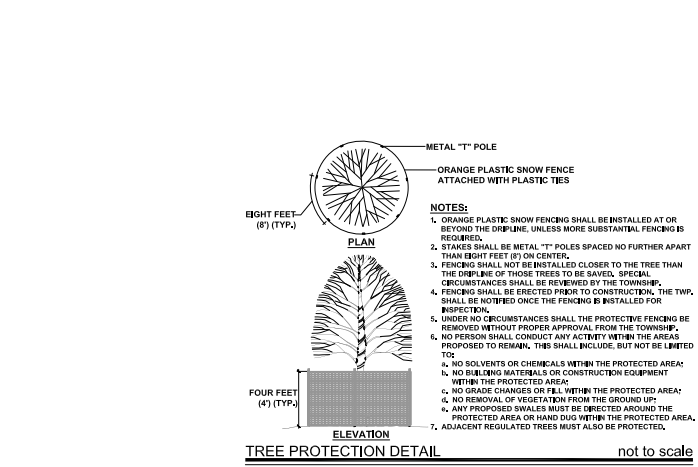 METAL "T" POLE
ORANGE PLASTIC SNOW FENCE
ATTACHED WITH PLASTIC TIES
EIGHT FEET
(8') (TYP.)
PLAN
NOTES:
1. ORANGE PLASTIC SNOW FENCING SHALL BE INSTALLED AT OR
BEYOND THE DRIPLINE, UNLESS MORE SUBSTANTIAL FENCING IS
REQUIRED.
2. STAKES SHALL BE METAL "T" POLES SPACED NO FURTHER APART
THAN EIGHT FEET (8') ON CENTER.
3. FENCING SHALL NOT BE INSTALLED CLOSER TO THE TREE THAN
THE DRIPLINE OF THOSE TREES TO BE SAVED. SPECIAL
CIRCUMSTANCES SHALL BE REVIEWED BY THE TOWNSHIP.
4. FENCING SHALL BE ERECTED PRIOR TO CONSTRUCTION. THE TWP.
SHALL BE NOTIFIED ONCE THE FENCING IS INSTALLED FOR
INSPECTION.
5. UNDER NO CIRCUMSTANCES SHALL THE PROTECTIVE FENCING BE
REMOVED WITHOUT PROPER APPROVAL FROM THE TOWNSHIP.
6. NO PERSON SHALL CONDUCT ANY ACTIVITY WITHIN THE AREAS
PROPOSED TO REMAIN. THIS SHALL INCLUDE, BUT NOT BE LIMITED
TO:
a. NO SOLVENTS OR CHEMICALS WITHIN THE PROTECTED AREA;
b. NO BUILDING MATERIALS OR CONSTRUCTION EQUIPMENT
WITHIN THE PROTECTED AREA;
c. NO GRADE CHANGES OR FILL WITHIN THE PROTECTED AREA;
d. NO REMOVAL OF VEGETATION FROM THE GROUND UP;
e. ANY PROPOSED SWALES MUST BE DIRECTED AROUND THE
PROTECTED AREA OR HAND DUG WITHIN THE PROTECTED AREA.
7. ADJACENT REGULATED TREES MUST ALSO BE PROTECTED.
FOUR FEET
(4') (TYP.)
ELEVATION
TREE PROTECTION DETAIL
not to scale